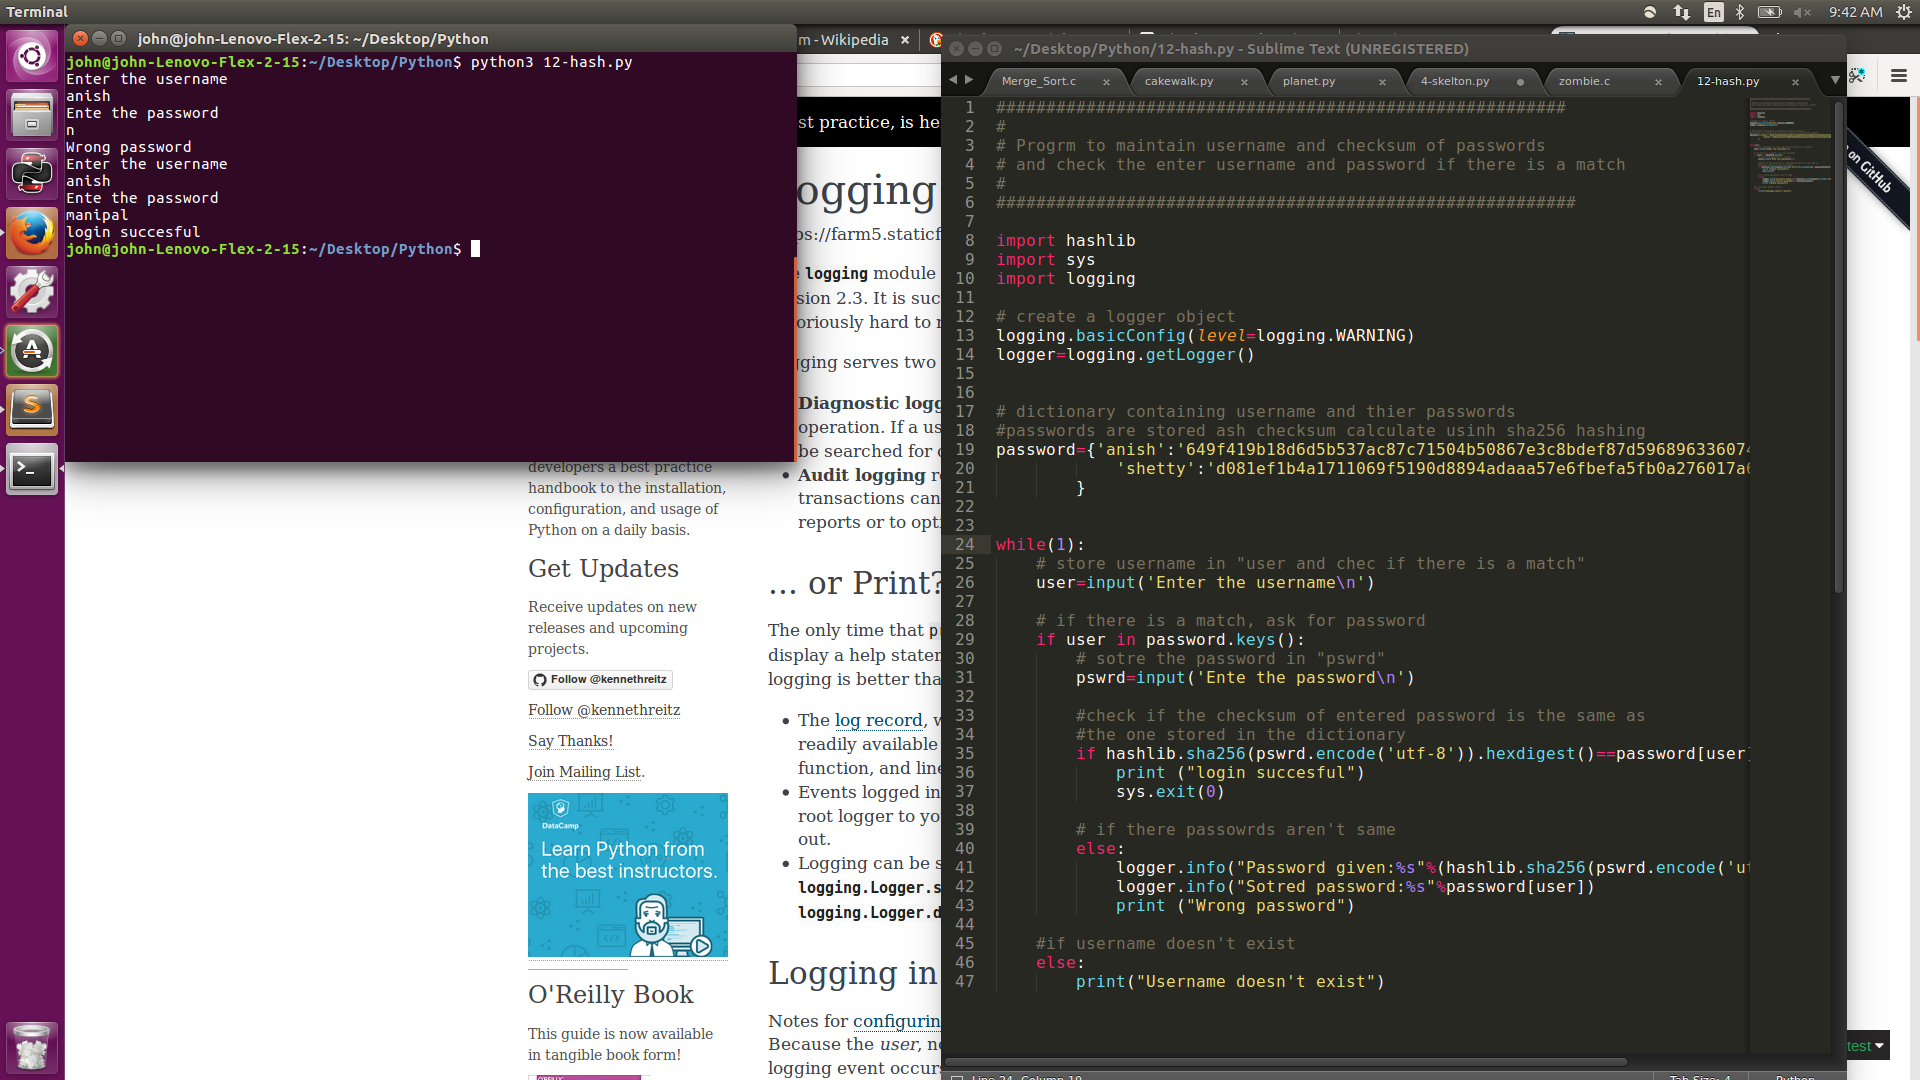 Terminal
En
9:42 AM
john@john-Lenovo-Flex-2-15: ~/Desktop/Python
john@john-Lenovo-Flex-2-15:~/Desktop/Python$ python3 12-hash.py
Enter the username
anish
Ente the password
n
Wrong password
Enter the username
anish
Ente the password
manipal
login succesful
john@john-Lenovo-Flex-2-15:~/Desktop/Python$
m - Wikipedia
st practice, is he
ogging
ps://farm5.staticf
logging module
sion 2.3. It is suc
oriously hard to r
gging serves two
Diagnostic logg
operation. If a us
be searched for
Audit logging r
transactions can
reports or to opt
developers a best practice
handbook to the installation,
configuration, and usage of
Python on a daily basis.
Get Updates
Receive updates on new
releases and upcoming
projects.
Follow @kennethreitz
Follow @kennethreitz
Say Thanks!
Join Mailing List.
DataCamp
Learn Python from
the best instructors.
O'Reilly Book
This guide is now available
in tangible book form!
... or Print?
The only time that pr
display a help stater
logging is better tha
The log record, w
readily available
function, and line
Events logged in
root logger to yo
out.
Logging can be s
logging.Logger.s
logging.Logger.d
Logging in
Notes for configurin
Because the user, no
logging event occurs
~/Desktop/Python/12-hash.py - Sublime Text (UNREGISTERED)
Merge_Sort.c
cakewalk.py
planet.py
4-skelton.py
zombie.c
12-hash.py
1 #########################################################
2 #
3 # Progrm to maintain username and checksum of passwords
4 # and check the enter username and password if there is a match
5 #
6 ##########################################################
7
8 import hashlib
9 import sys
10 import logging
11
12 # create a logger object
13 logging.basicConfig(level=logging.WARNING)
14 logger=logging.getLogger()
15
16
17 # dictionary containing username and thier passwords
18 #passwords are stored ash checksum calculate usinh sha256 hashing
19 password={'anish':'649f419b18d6d5b537ac87c71504b50867e3c8bdef87d59689633607
20 'shetty':'d081ef1b4a1711069f5190d8894adaaa57e6fbefa5fb0a276017a
21 }
22
23
24 while(1):
25 # store username in "user and chec if there is a match"
26 user=input('Enter the username\n')
27
28 # if there is a match, ask for password
29 if user in password.keys():
30 # sotre the password in "pswrd"
31 pswrd=input('Ente the password\n')
32
33 #check if the checksum of entered password is the same as
34 #the one stored in the dictionary
35 if hashlib.sha256(pswrd.encode('utf-8')).hexdigest()==password[user]
36 print ("login succesful")
37 sys.exit(0)
38
39 # if there passowrds aren't same
40 else:
41 logger.info("Password given:%s"%(hashlib.sha256(pswrd.encode('ut
42 logger.info("Sotred password:%s"%password[user])
43 print ("Wrong password")
44
45 #if username doesn't exist
46 else:
47 print("Username doesn't exist")
Line 24, Column 10
Tab Size: 4
Python
on GitHub
test